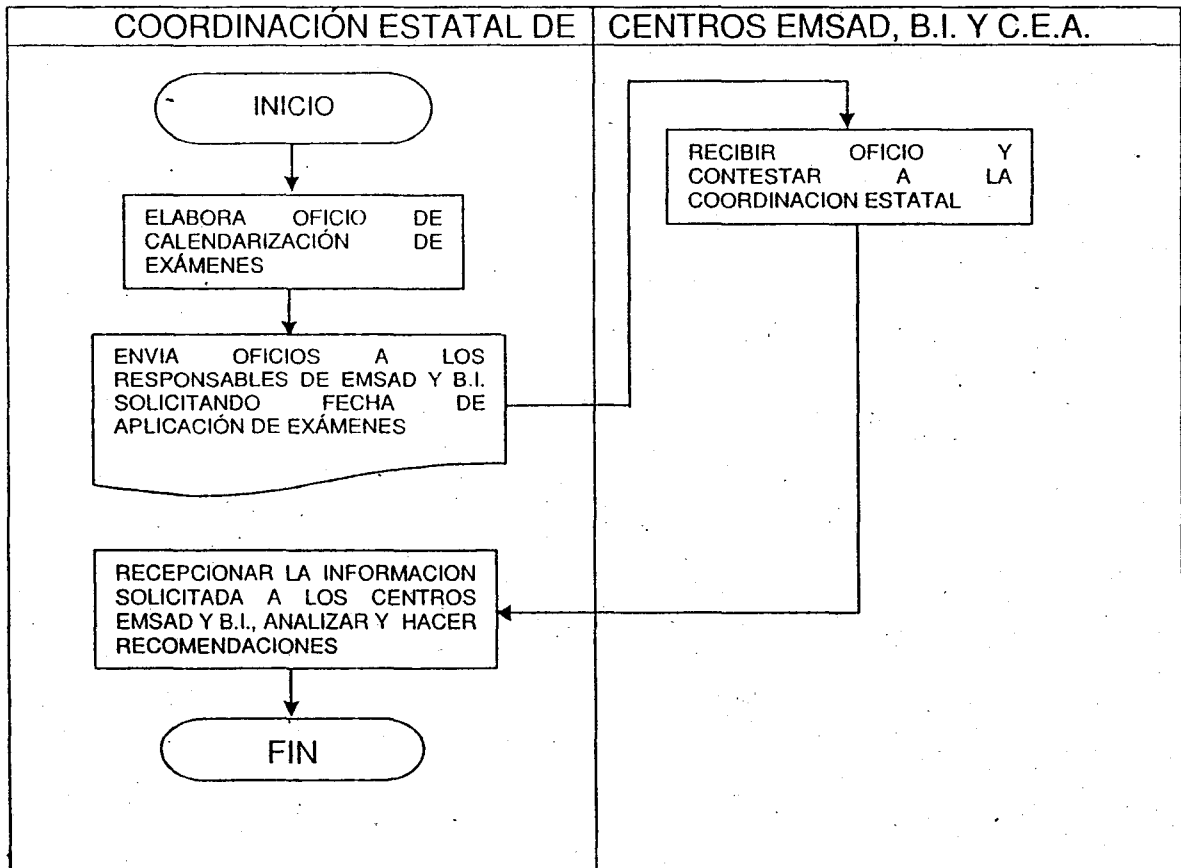 COORDINACIÓN ESTATAL DE
CENTROS EMSAD, B.I. Y C.E.A.
INICIO
ELABORA OFICIO DE
CALENDARIZACIÓN DE
EXÁMENES
ENVIA OFICIOS A LOS
RESPONSABLES DE EMSAD Y B.I.
SOLICITANDO FECHA DE
APLICACIÓN DE EXÁMENES
RECIBIR OFICIO Y
CONTESTAR A LA
COORDINACION ESTATAL
RECEPCIONAR LA INFORMACION
SOLICITADA A LOS CENTROS
EMSAD Y B.I., ANALIZAR Y HACER
RECOMENDACIONES
FIN